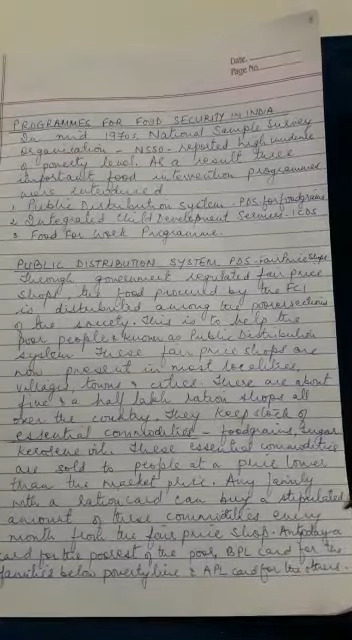 Date.
Page No.
PROGRAMMES FOR FOOD SECURITY IN INDIA
In mid 1970s, National Sample Survey
Organisation - NSSO - reported high incidence
of poverty level. As a result three
important food intervention programmes
were introduced
1. Public Distribution System - PDS - for foodgrains
2. Integrated Child Development Services - ICDS
3 Food For Work Programme.
PUBLIC DISTRIBUTION SYSTEM PDS - Fair Price Shops
Through government regulated fair price
shops, the food procured by the FCI
is distributed among the poor sections
of the society. This is to help the
poor people & known as Public Distribution
system. These fair price shops are
now present in most localities,
villages, towns & cities. There are about
five & a half lakh ration shops all
over the country. They keep stock of
essential commodities - foodgrains, sugar
kerosene oil. These essential commodities
are sold to people at a price lower
than the market price. Any family
with a ration card can buy a stipulated
amount of these commodities every
month from the fair price shop. Antodaya
card for the poorest of the poor, BPL card for the
families below poverty line & APL card for the others.